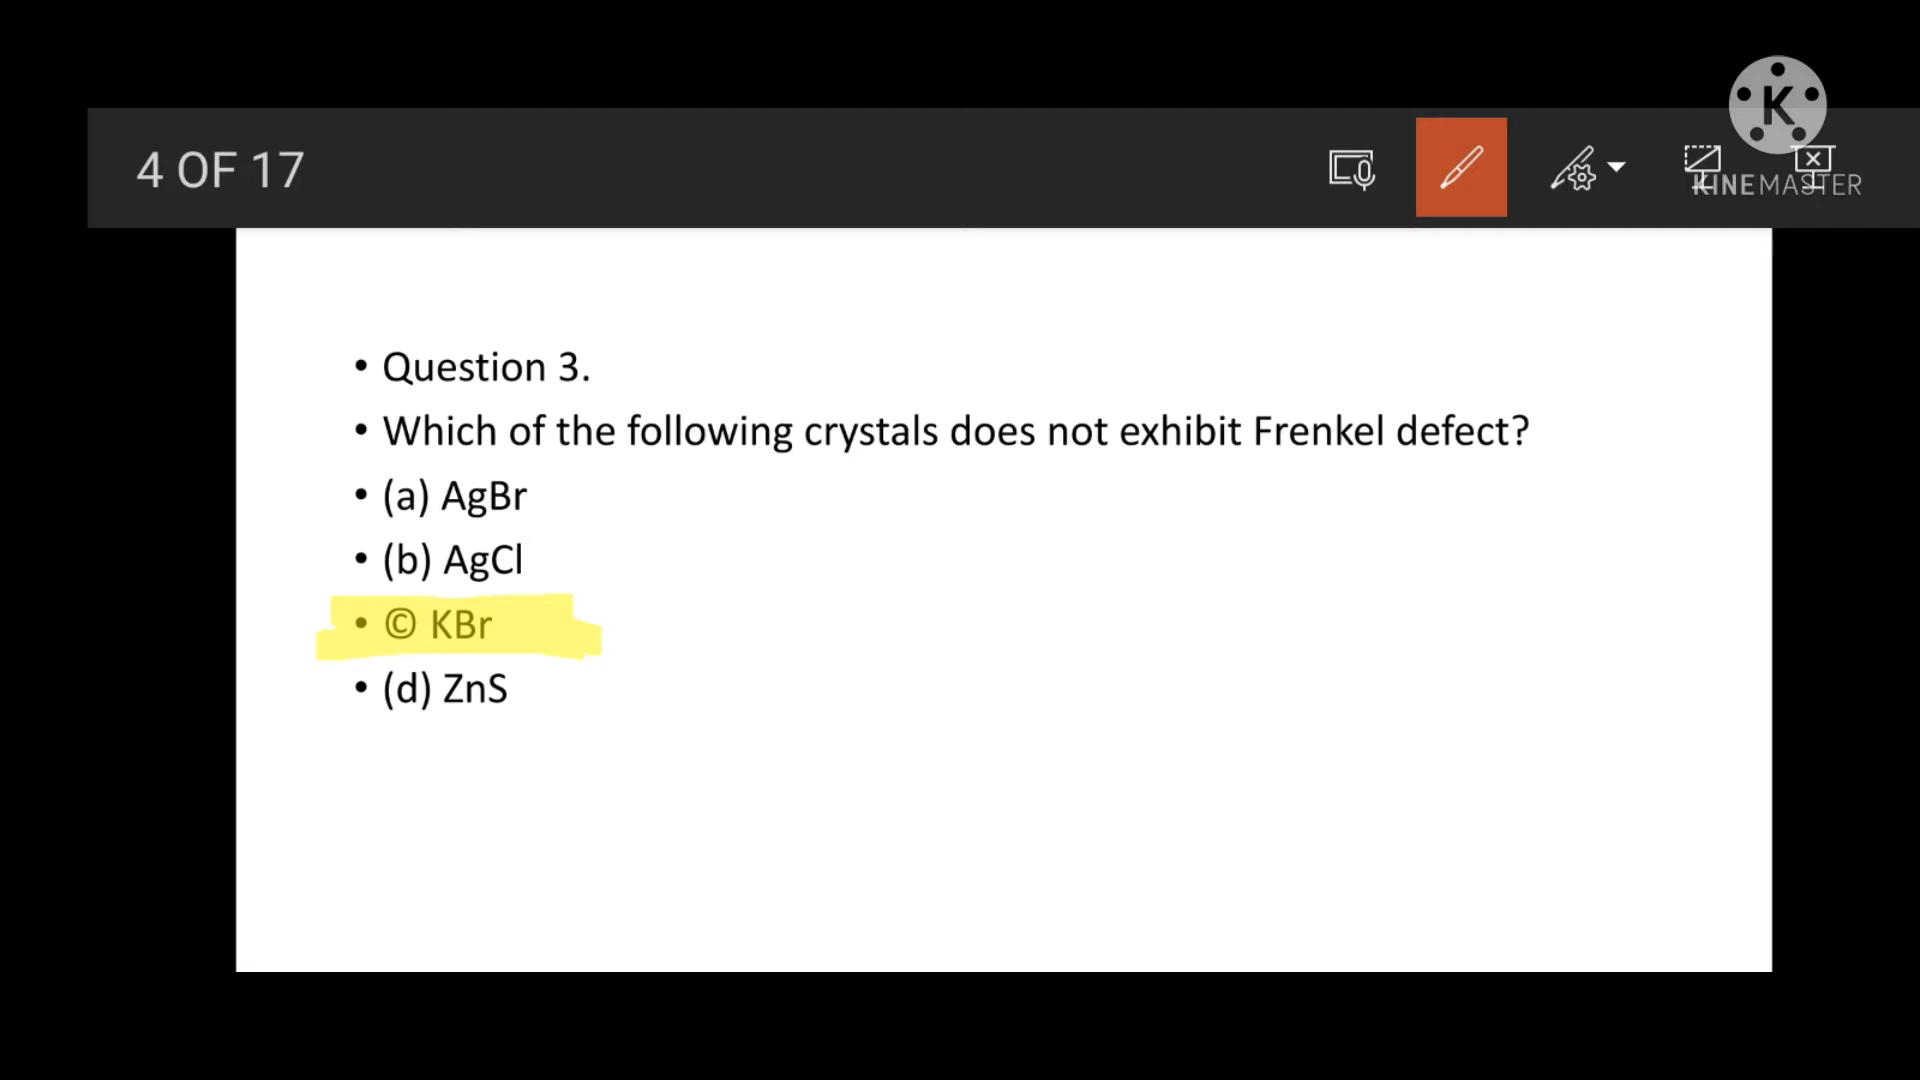 K
4 OF 17
KINEMASTER
• Question 3.
• Which of the following crystals does not exhibit Frenkel defect?
• (a) AgBr
• (b) AgCl
• © KBr
• (d) ZnS